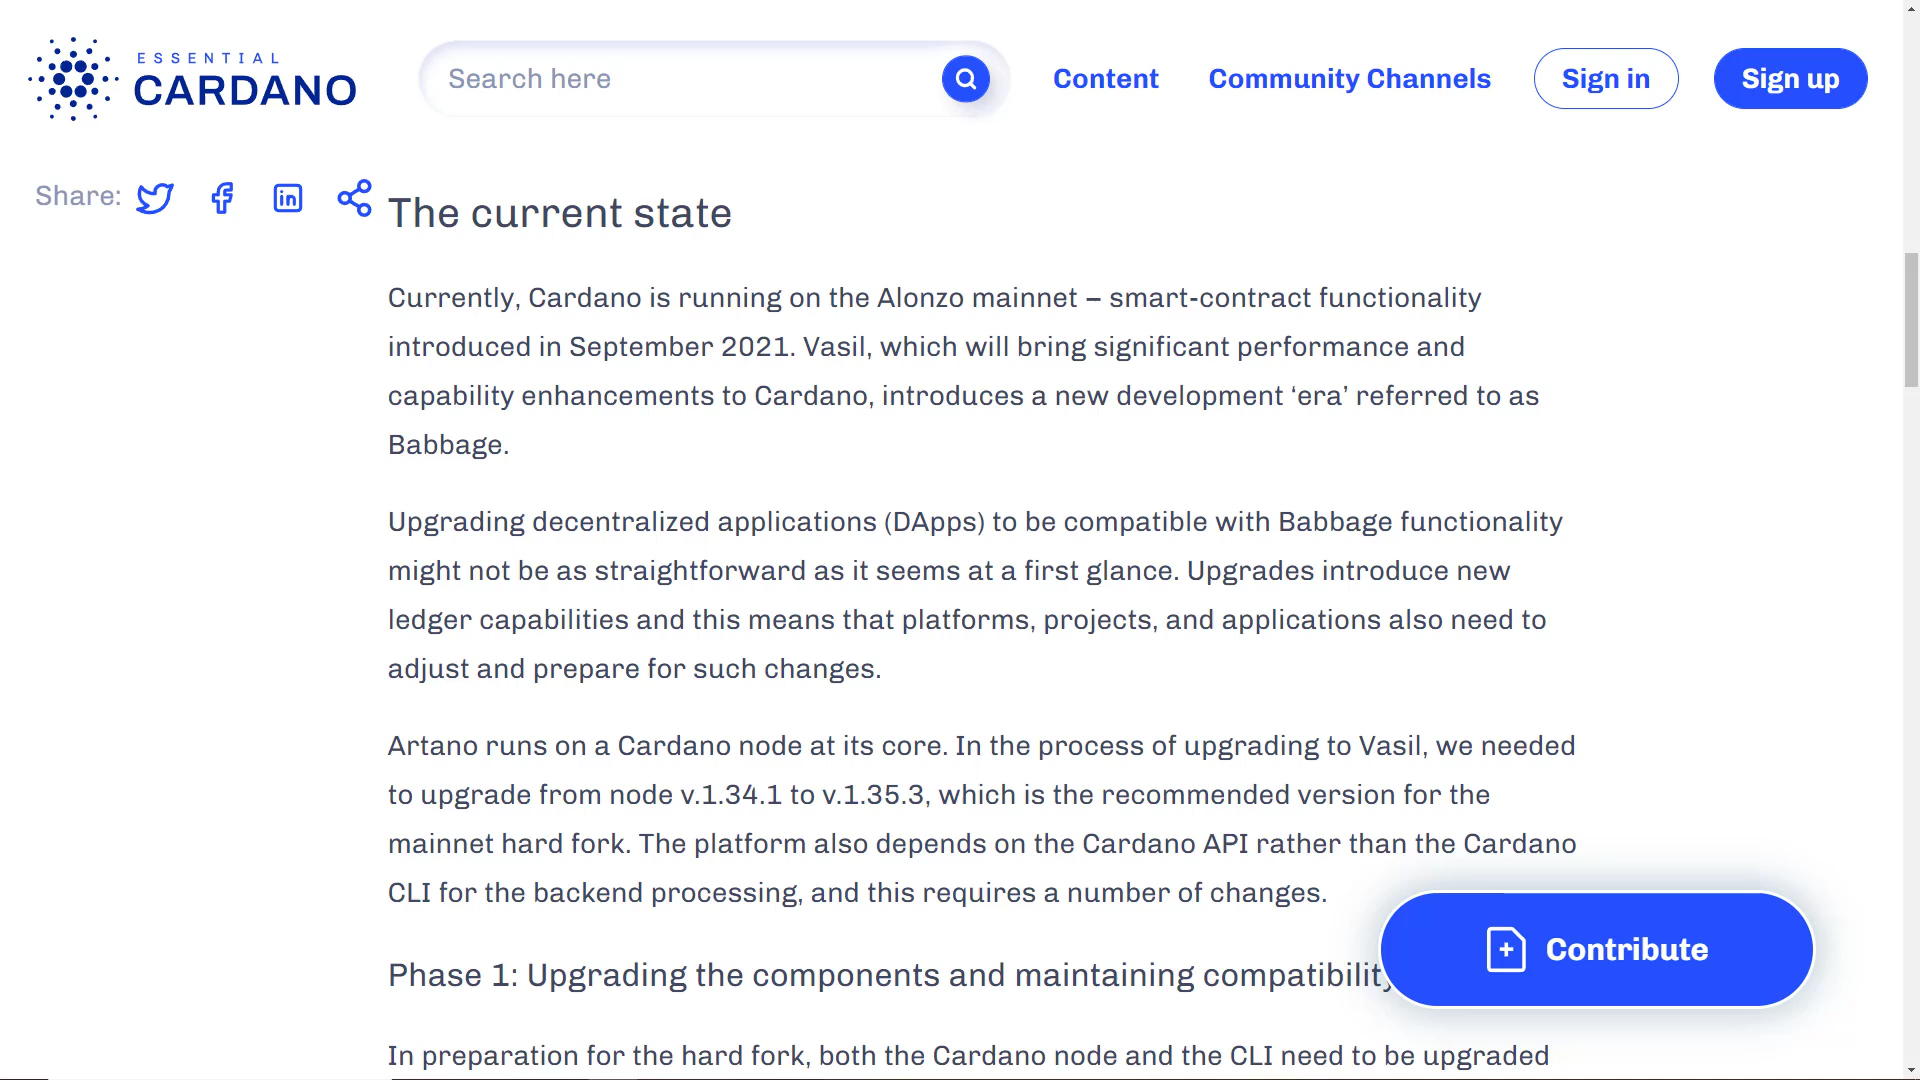 ESSENTIAL
CARDANO
Search here
Content
Community Channels
Sign in
Sign up
Share:
The current state
Currently, Cardano is running on the Alonzo mainnet – smart-contract functionality
introduced in September 2021. Vasil, which will bring significant performance and
capability enhancements to Cardano, introduces a new development ‘era’ referred to as
Babbage.
Upgrading decentralized applications (DApps) to be compatible with Babbage functionality
might not be as straightforward as it seems at a first glance. Upgrades introduce new
ledger capabilities and this means that platforms, projects, and applications also need to
adjust and prepare for such changes.
Artano runs on a Cardano node at its core. In the process of upgrading to Vasil, we needed
to upgrade from node v.1.34.1 to v.1.35.3, which is the recommended version for the
mainnet hard fork. The platform also depends on the Cardano API rather than the Cardano
CLI for the backend processing, and this requires a number of changes.
Phase 1: Upgrading the components and maintaining compatibility
Contribute
In preparation for the hard fork, both the Cardano node and the CLI need to be upgraded